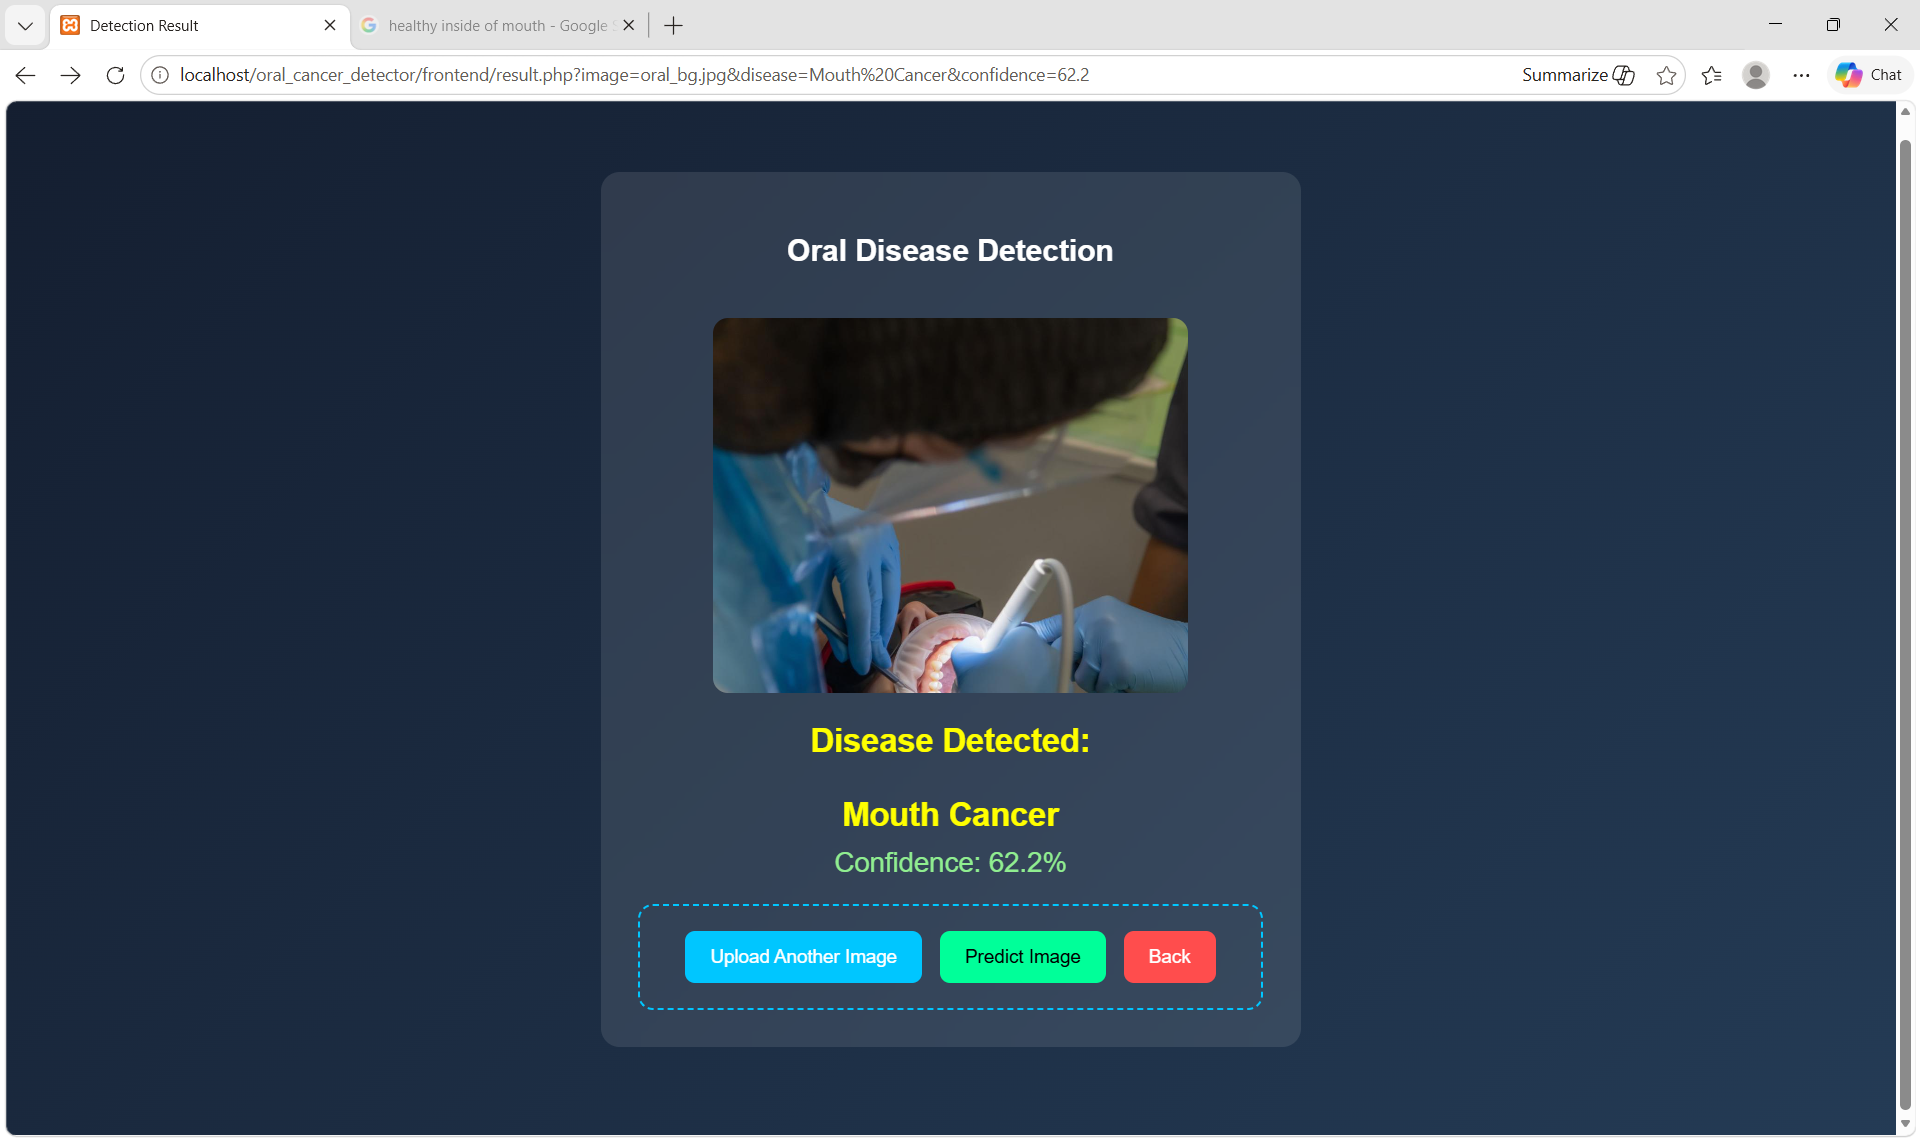 Detection Result
healthy inside of mouth - Google
localhost/oral_cancer_detector/frontend/result.php?image=oral_bg.jpg&disease=Mouth%20Cancer&confidence=62.2
Summarize
Chat
Oral Disease Detection
Disease Detected:
Mouth Cancer
Confidence: 62.2%
Upload Another Image
Predict Image
Back